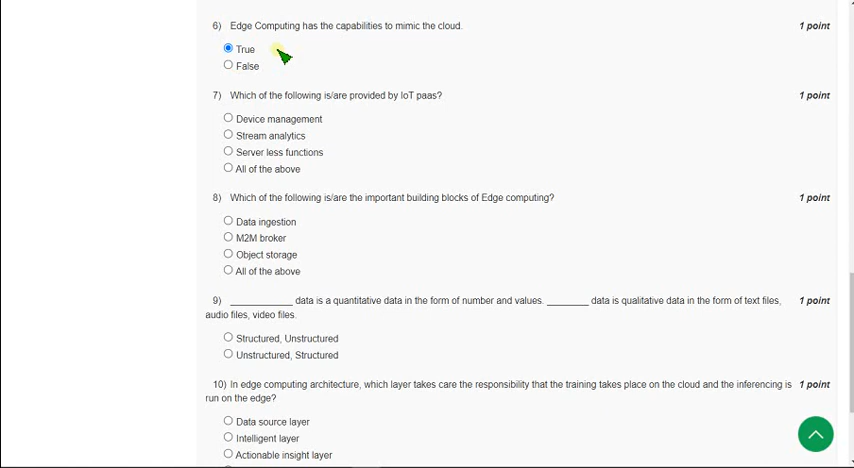 6) Edge Computing has the capabilities to mimic the cloud. 1 point
True
False
7) Which of the following is/are provided by IoT paas? 1 point
Device management
Stream analytics
Server less functions
All of the above
8) Which of the following is/are the important building blocks of Edge computing? 1 point
Data ingestion
M2M broker
Object storage
All of the above
9) ____________ data is a quantitative data in the form of number and values. ________ data is qualitative data in the form of text files, 1 point
audio files, video files.
Structured, Unstructured
Unstructured, Structured
10) In edge computing architecture, which layer takes care the responsibility that the training takes place on the cloud and the inferencing is 1 point
run on the edge?
Data source layer
Intelligent layer
Actionable insight layer